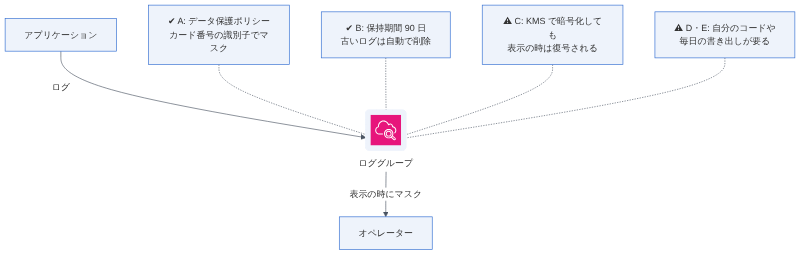 アプリケーション
✔ A: データ保護ポリシー
カード番号の識別子でマ
スク
✔ B: 保持期間 90 日
古いログは自動で削除
⚠ C: KMS で暗号化して
も
表示の時は復号される
⚠ D・E: 自分のコードや
毎日の書き出しが要る
ログ
ロググループ
表示の時にマスク
オペレーター